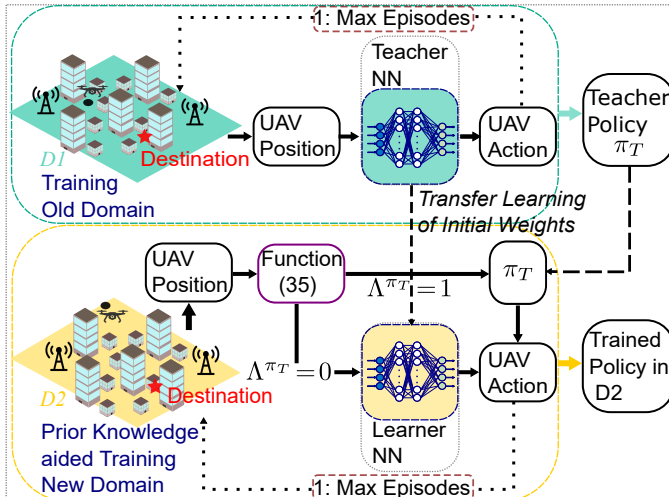 1: Max Episodes
Teacher
NN
D1
Destination
Training
Old Domain
UAV
Position
UAV
Action
Teacher
Policy
π_T
Transfer Learning
of Initial Weights
UAV
Position
Function
(35)
Λ^{π_T} = 1
π_T
Λ^{π_T} = 0
D2
Destination
Prior Knowledge
aided Training
New Domain
Learner
NN
UAV
Action
Trained
Policy in
D2
1: Max Episodes